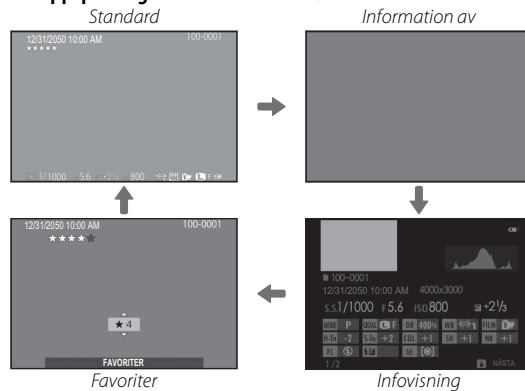 Standard
Information av
12/31/2050 10:00 AM 100-0001
★★★★★
1/1000 5.6 +2⅓ 800 F
12/31/2050 10:00 AM 100-0001
★★★★★
★ 4
FAVORITER
Favoriter
100-0001
12/31/2050 10:00 AM 4000x3000
S.S.1/1000 F5.6 ISO800 +2⅓
MODE P QUAL L F DR 400% WB 1 FILM
H-Tn -2 S-Tn +2 COL +1 SH +1 NR +1
FL AF
1/2 NÄSTA
Infovisning